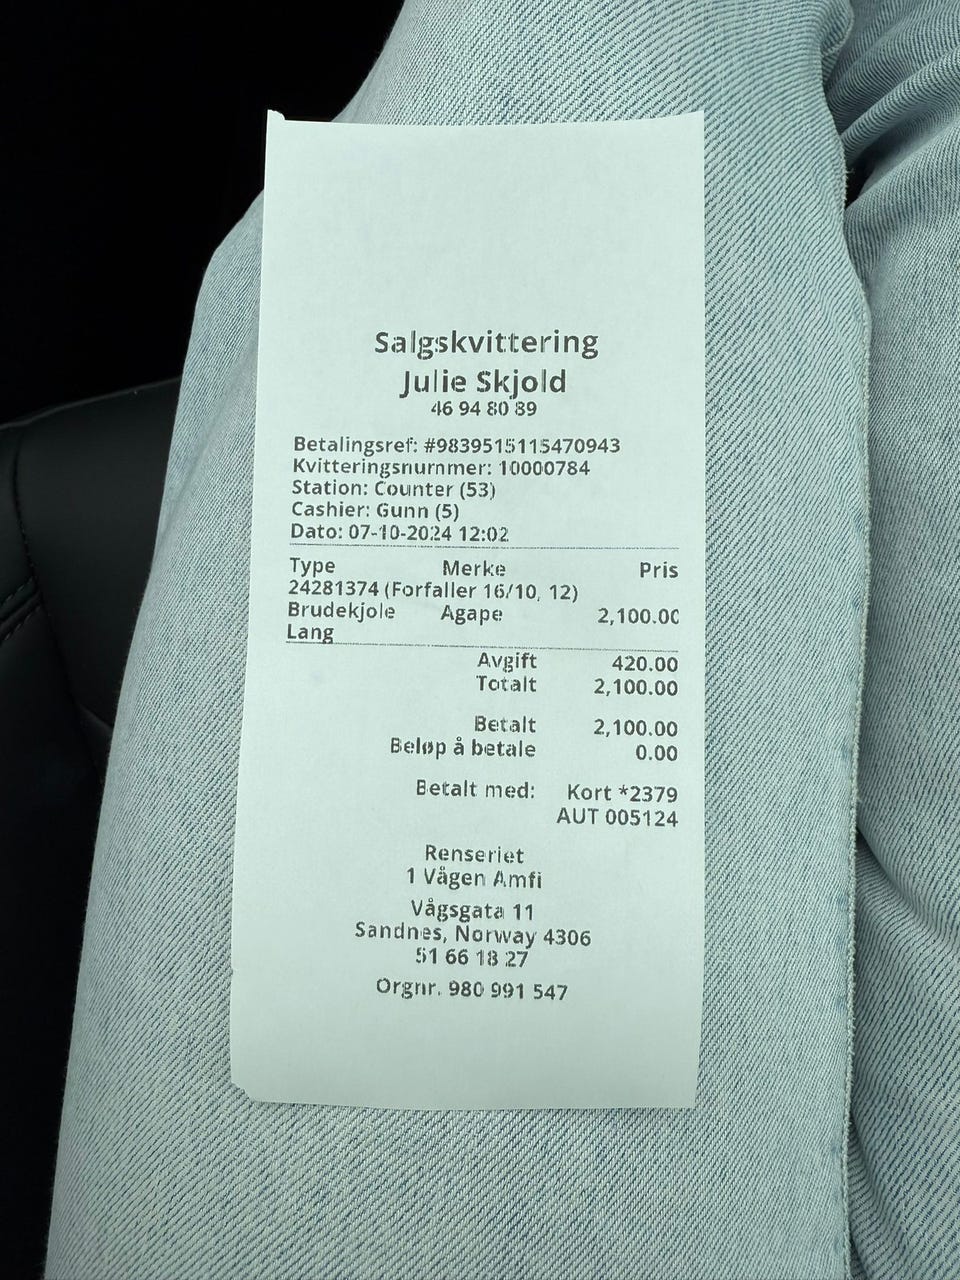 Salgskvittering
Julie Skjold
46 94 80 89
Betalingsref: #9839515115470943
Kvitteringsnummer: 10000784
Station: Counter (53)
Cashier: Gunn (5)
Dato: 07-10-2024 12:02
Type Merke Pris
24281374 (Forfaller 16/10, 12)
Brudekjole Agape 2,100.00
Lang
Avgift 420.00
Totalt 2,100.00
Betalt 2,100.00
Beløp å betale 0.00
Betalt med: Kort *2379
AUT 005124
Renseriet
1 Vågen Amfi
Vågsgata 11
Sandnes, Norway 4306
51 66 18 27
Orgnr. 980 991 547